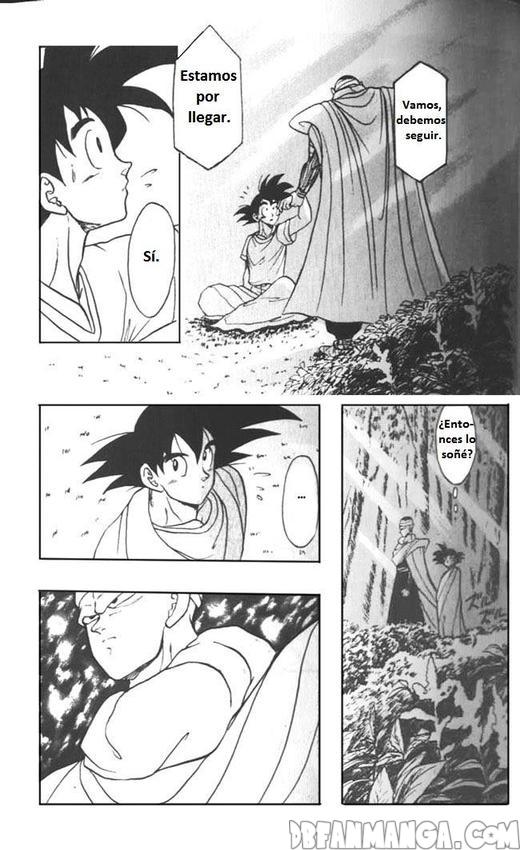 Vamos,
debemos
seguir.
Estamos
por
llegar.
Sí.
¿Ento-
nces lo
soñé?
...
DBFANMANGA.COM